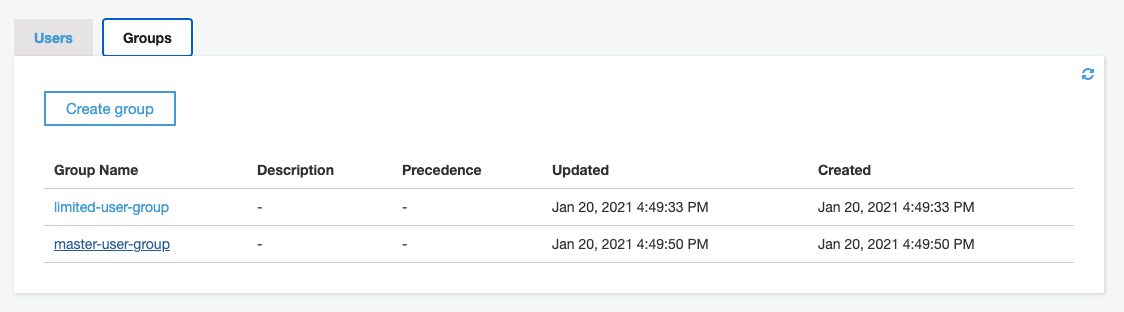 Users Groups
Create group
Group Name Description Precedence Updated Created
limited-user-group - - Jan 20, 2021 4:49:33 PM Jan 20, 2021 4:49:33 PM
master-user-group - - Jan 20, 2021 4:49:50 PM Jan 20, 2021 4:49:50 PM